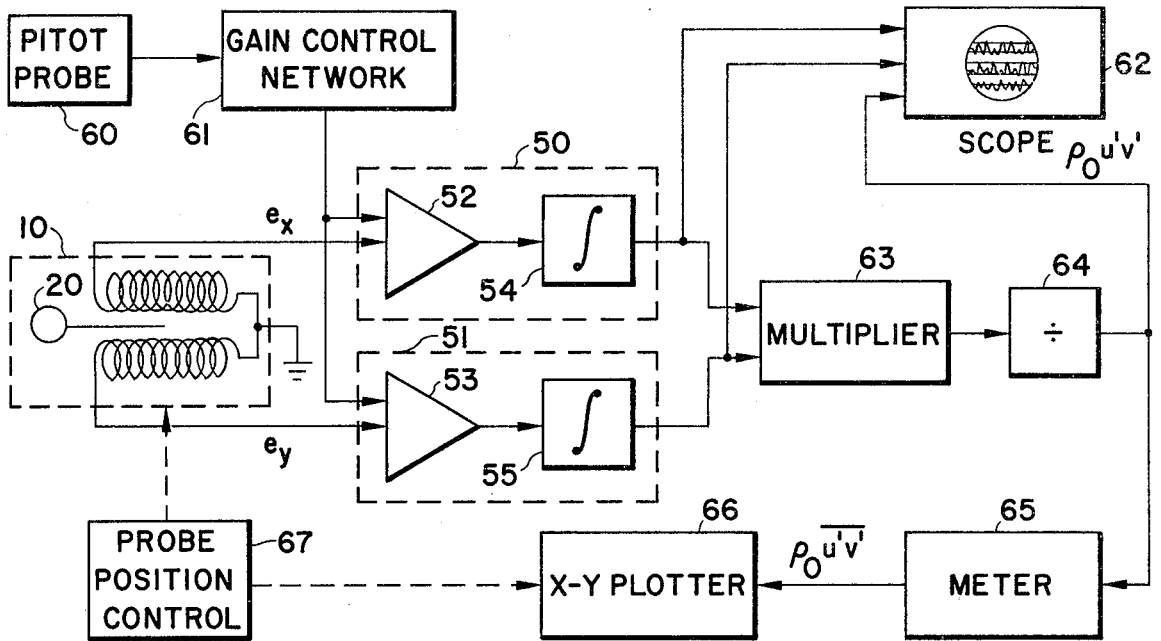 PITOT PROBE
60
GAIN CONTROL NETWORK
61
62
SCOPE
ρ₀u'v'
50
52
54
∫
eₓ
10
20
51
53
55
∫
e_y
63
MULTIPLIER
64
÷
PROBE POSITION CONTROL
67
66
X-Y PLOTTER
ρ₀u̅'̅v̅'̅
65
METER